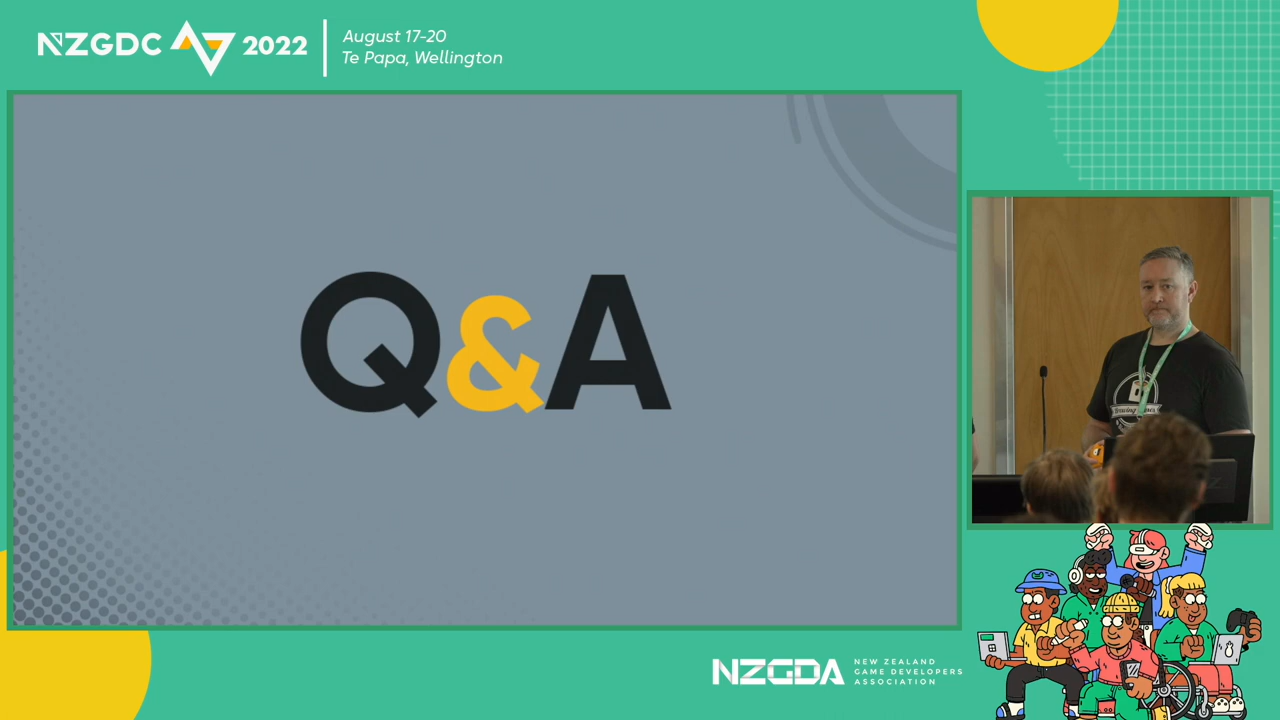 NZGDC 2022
August 17-20
Te Papa, Wellington
Q&A
NZGDA
NEW ZEALAND
GAME DEVELOPERS
ASSOCIATION